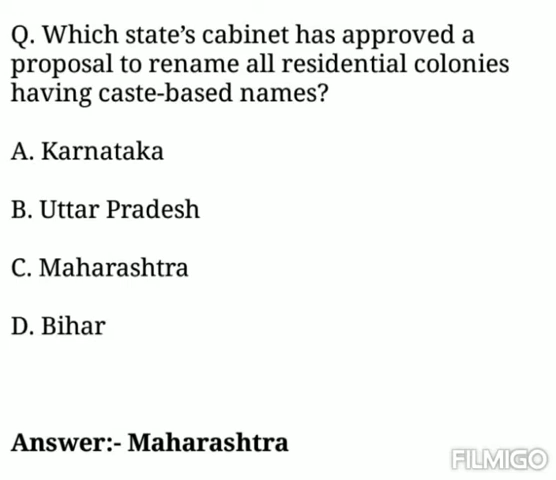 Q. Which state’s cabinet has approved a
proposal to rename all residential colonies
having caste-based names?
A. Karnataka
B. Uttar Pradesh
C. Maharashtra
D. Bihar
Answer:- Maharashtra
FILMIGO